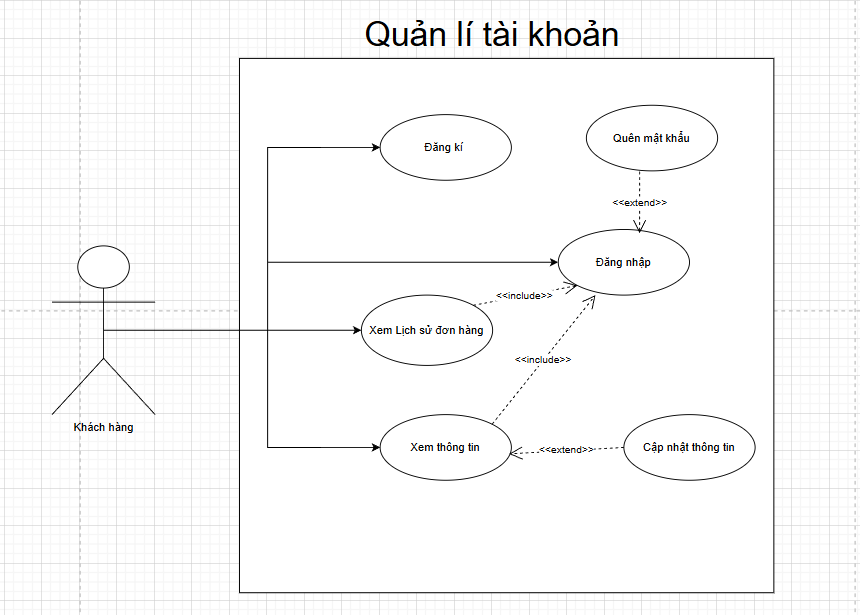 Quản lí tài khoản
Đăng kí
Quên mật khẩu
<<extend>>
Đăng nhập
<<include>>
Xem Lịch sử đơn hàng
<<include>>
Khách hàng
Xem thông tin
<<extend>>
Cập nhật thông tin